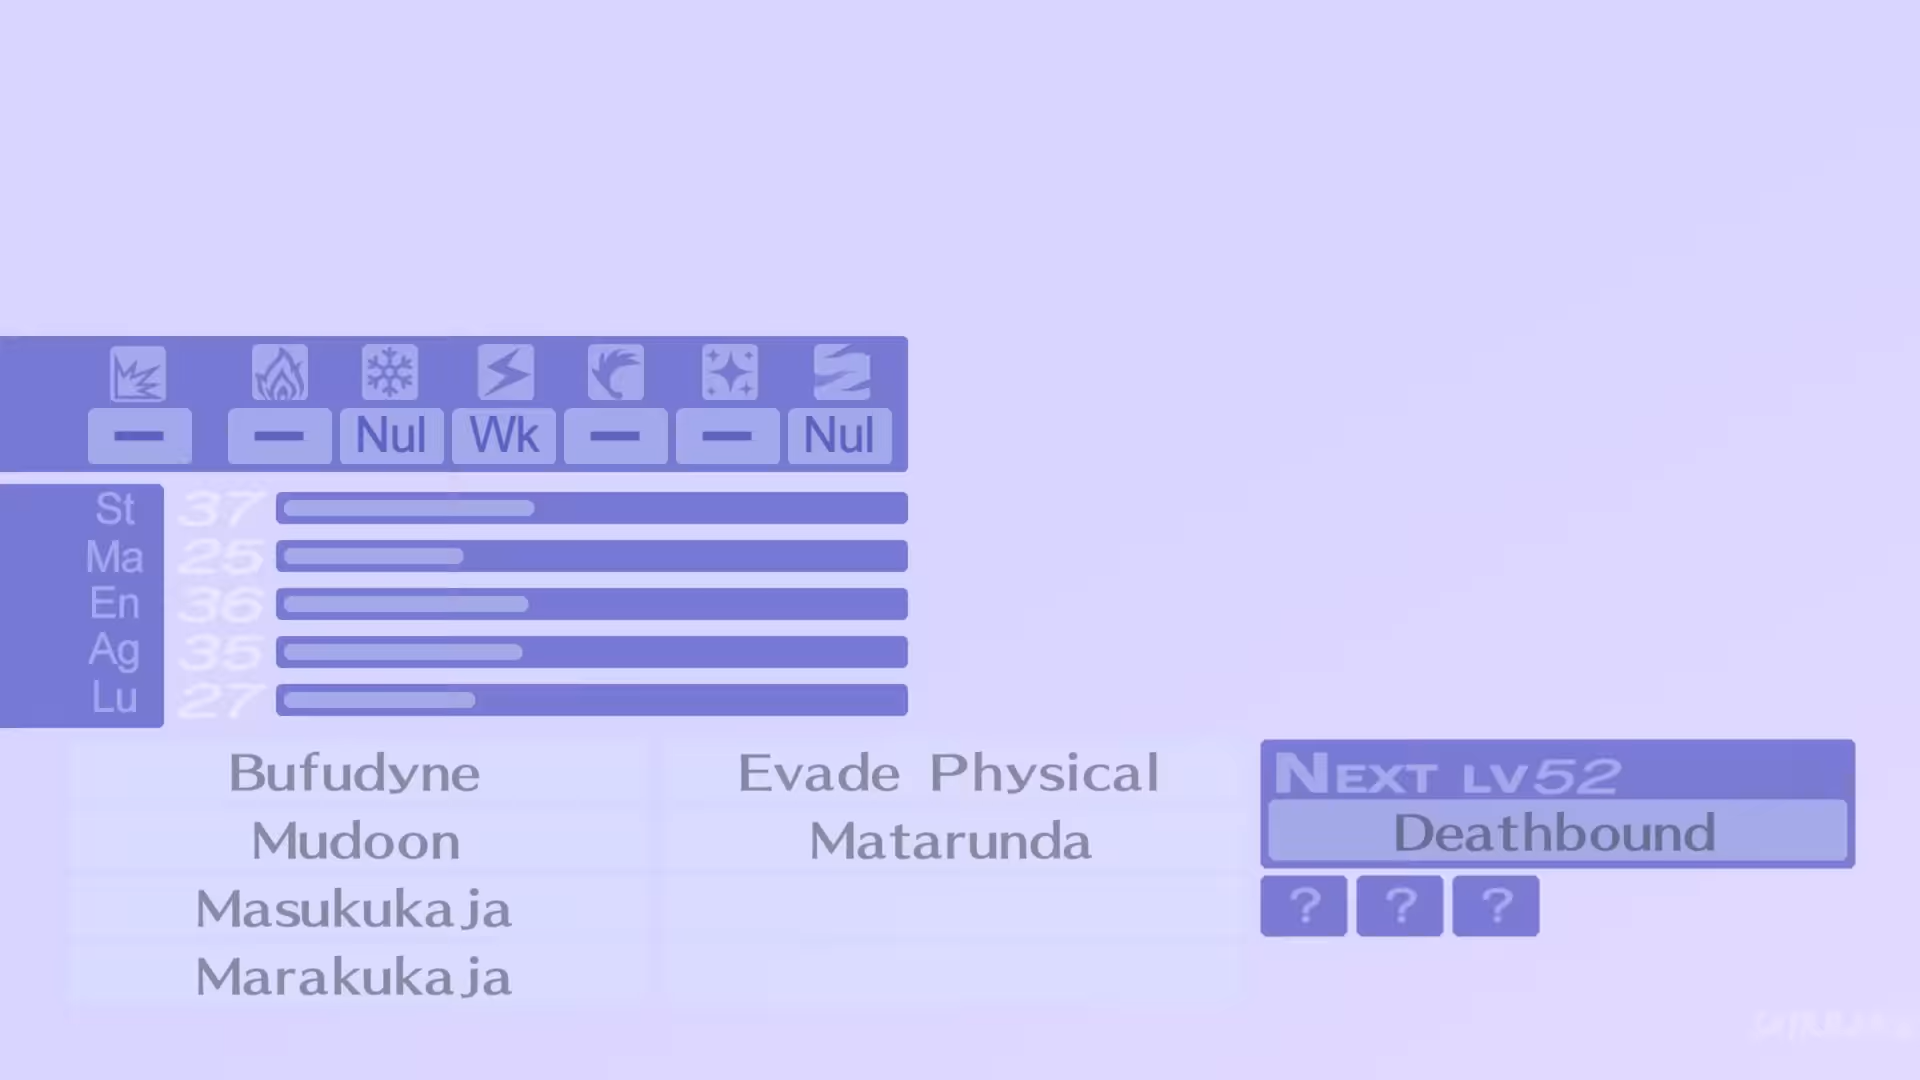 — — Nul Wk — — Nul
St 37
Ma 25
En 36
Ag 35
Lu 27
Bufudyne Evade Physical
Mudoon Matarunda
Masukukaja
Marakukaja
NEXT LV52
Deathbound
? ? ?